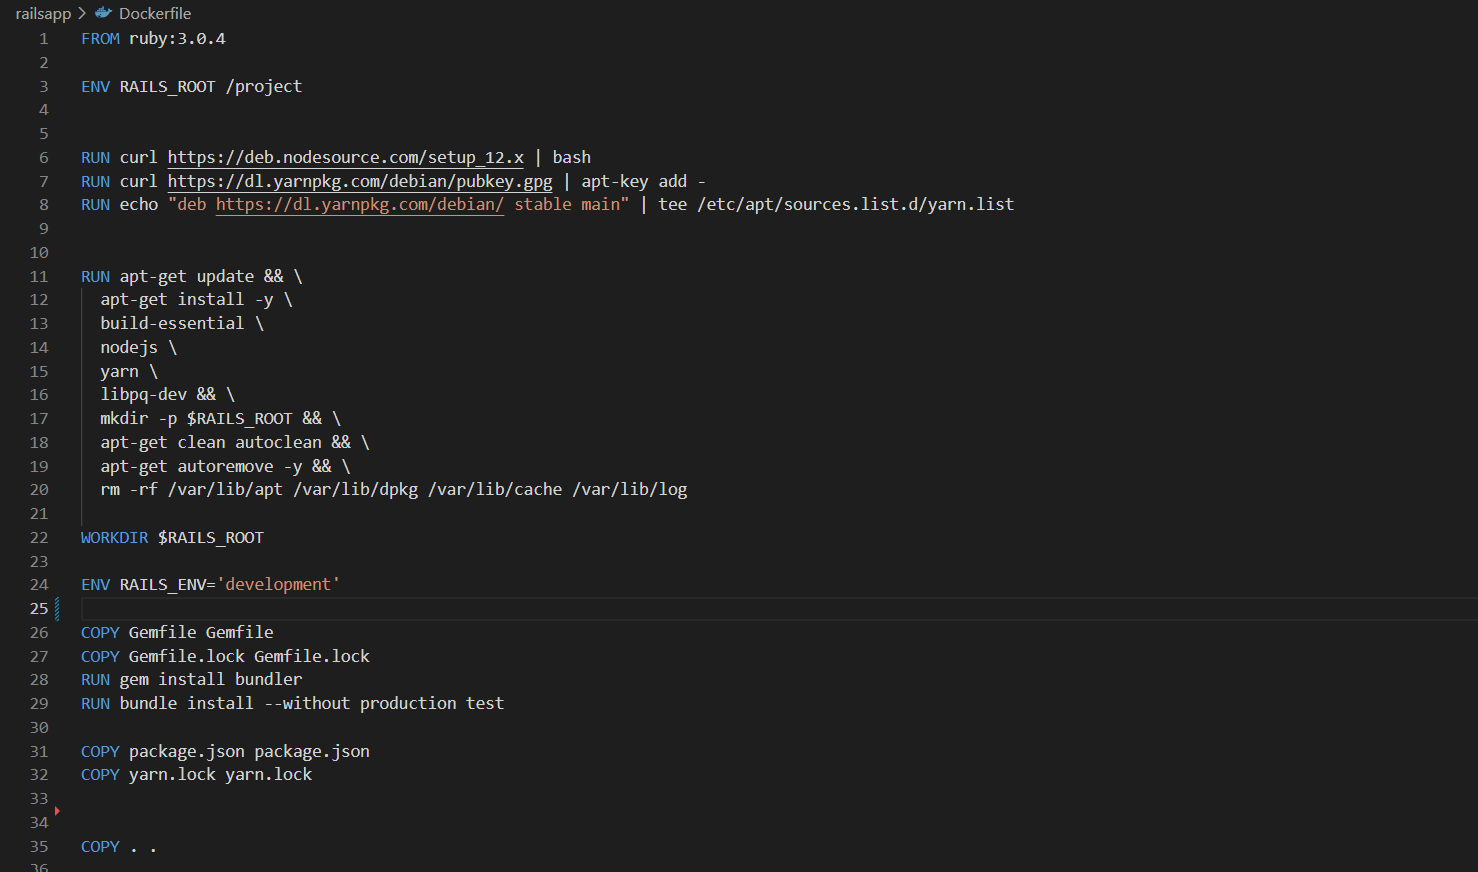 railsapp > Dockerfile
1 FROM ruby:3.0.4
2
3 ENV RAILS_ROOT /project
4
5
6 RUN curl https://deb.nodesource.com/setup_12.x | bash
7 RUN curl https://dl.yarnpkg.com/debian/pubkey.gpg | apt-key add -
8 RUN echo "deb https://dl.yarnpkg.com/debian/ stable main" | tee /etc/apt/sources.list.d/yarn.list
9
10
11 RUN apt-get update && \
12 apt-get install -y \
13 build-essential \
14 nodejs \
15 yarn \
16 libpq-dev && \
17 mkdir -p $RAILS_ROOT && \
18 apt-get clean autoclean && \
19 apt-get autoremove -y && \
20 rm -rf /var/lib/apt /var/lib/dpkg /var/lib/cache /var/lib/log
21
22 WORKDIR $RAILS_ROOT
23
24 ENV RAILS_ENV='development'
25
26 COPY Gemfile Gemfile
27 COPY Gemfile.lock Gemfile.lock
28 RUN gem install bundler
29 RUN bundle install --without production test
30
31 COPY package.json package.json
32 COPY yarn.lock yarn.lock
33
34
35 COPY . .
36